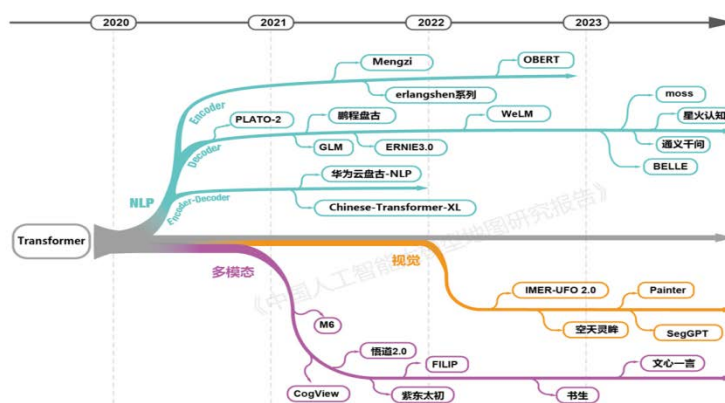 2020 2021 2022 2023
Mengzi
OBERT
erlangshen系列
Encoder
PLATO-2
鹏程盘古
WeLM
moss
星火认知
Decoder
GLM
ERNIE3.0
通义千问
BELLE
华为云盘古-NLP
NLP
Encoder-Decoder
Chinese-Transformer-XL
Transformer
多模态
视觉
IMER-UFO 2.0
Painter
M6
空天灵眸
SegGPT
悟道2.0
FILIP
文心一言
CogView
紫东太初
书生